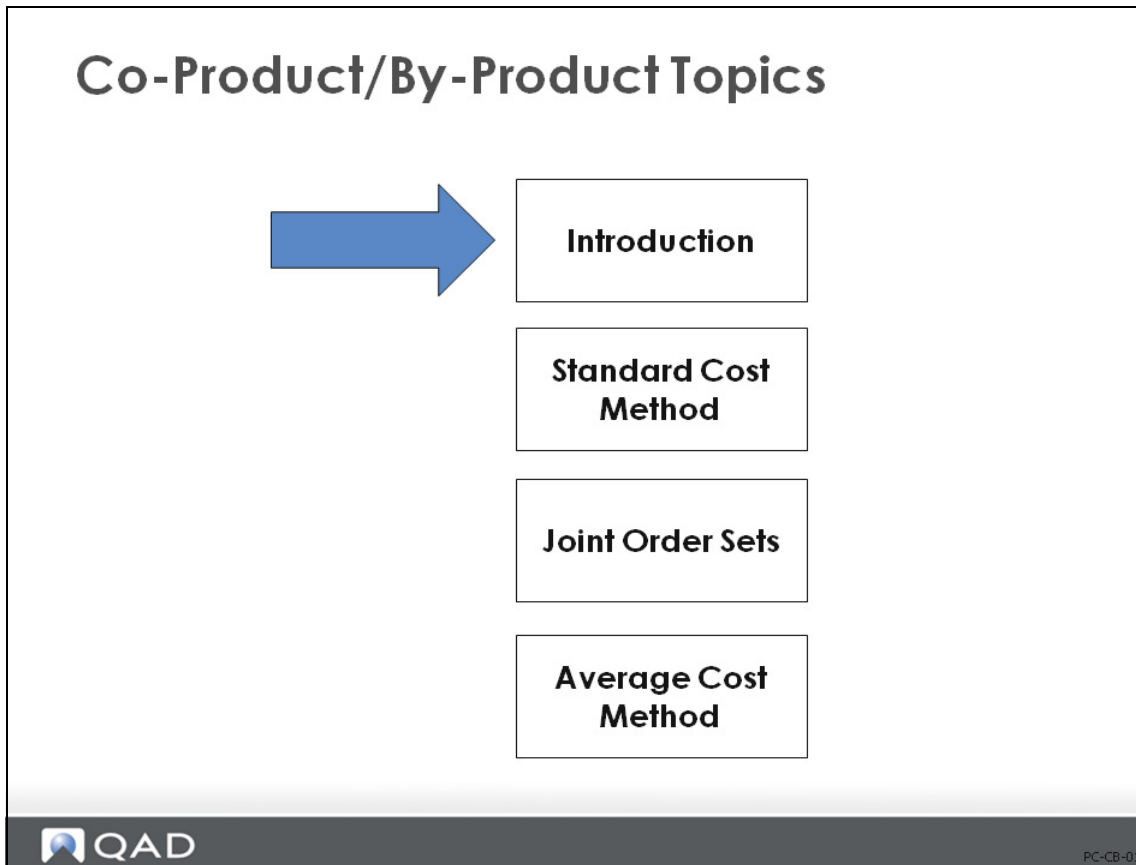 Co-Product/By-Product Topics
Introduction
Standard Cost
Method
Joint Order Sets
Average Cost
Method
QAD